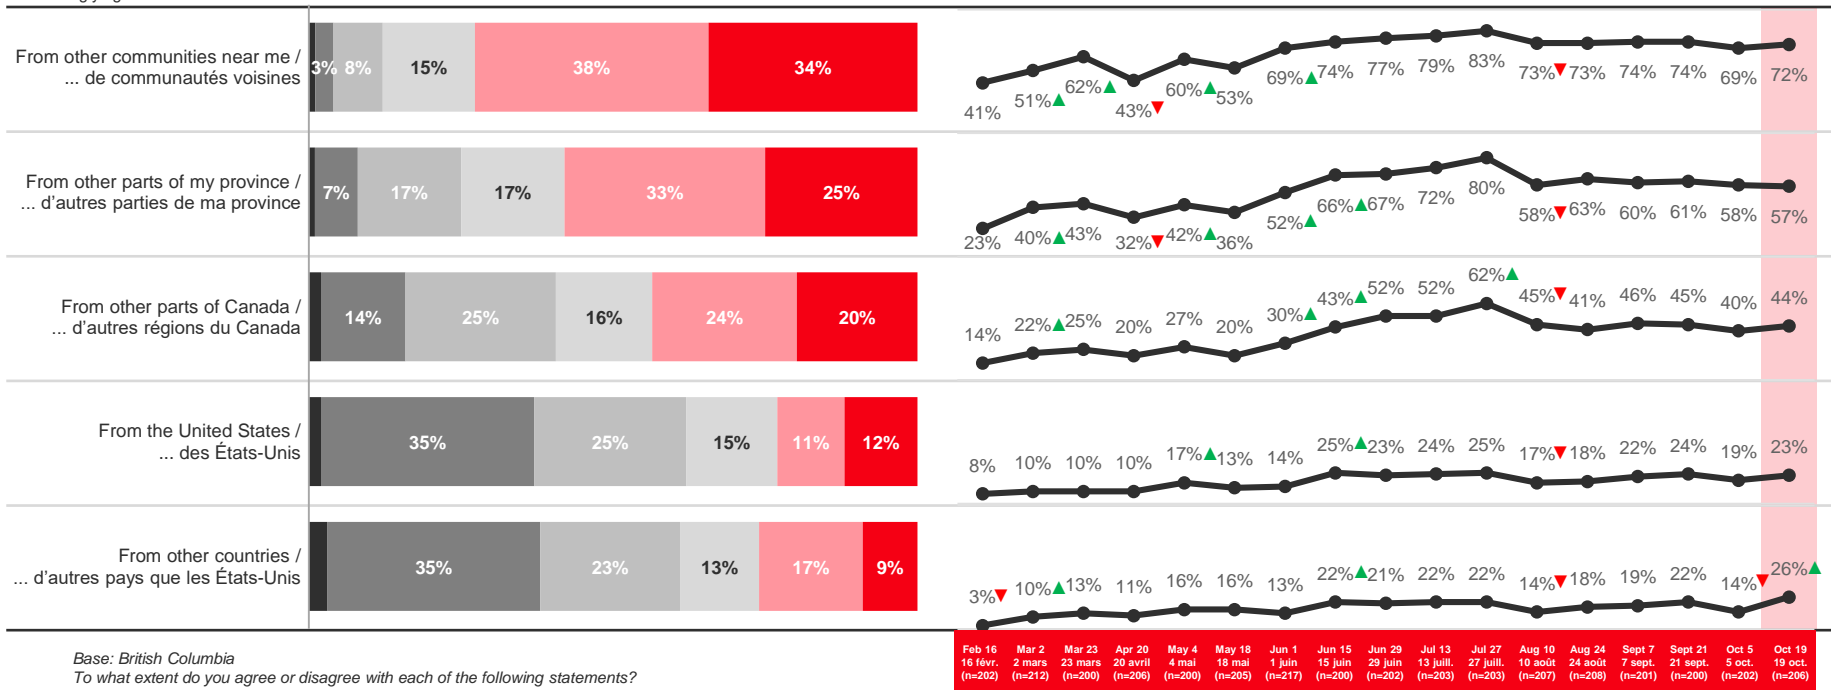 From other communities near me /
... de communautés voisines
3% 8% 15% 38% 34%
41% 51% 62% 43% 60% 53% 69% 74% 77% 79% 83% 73% 73% 74% 74% 69% 72%
From other parts of my province /
... d'autres parties de ma province
7% 17% 17% 33% 25%
23% 40% 43% 32% 42% 36% 52% 66% 67% 72% 80% 58% 63% 60% 61% 58% 57%
From other parts of Canada /
... d'autres régions du Canada
14% 25% 16% 24% 20%
14% 22% 25% 20% 27% 20% 30% 43% 52% 52% 62% 45% 41% 46% 45% 40% 44%
From the United States /
... des États-Unis
35% 25% 15% 11% 12%
8% 10% 10% 10% 17% 13% 14% 25% 23% 24% 25% 17% 18% 22% 24% 19% 23%
From other countries /
... d'autres pays que les États-Unis
35% 23% 13% 17% 9%
3% 10% 13% 11% 16% 16% 13% 22% 21% 22% 22% 14% 18% 19% 22% 14% 26%
Feb 16 Mar 2 Mar 23 Apr 20 May 4 May 18 Jun 1 Jun 15 Jun 29 Jul 13 Jul 27 Aug 10 Aug 24 Sept 7 Sept 21 Oct 5 Oct 19
16 févr. 2 mars 23 mars 20 avril 4 mai 18 mai 1 juin 15 juin 29 juin 13 juill. 27 juill. 10 août 24 août 7 sept. 21 sept. 5 oct. 19 oct.
(n=202) (n=212) (n=200) (n=206) (n=200) (n=205) (n=217) (n=200) (n=202) (n=203) (n=203) (n=207) (n=208) (n=201) (n=200) (n=202) (n=206)
Base: British Columbia
To what extent do you agree or disagree with each of the following statements?